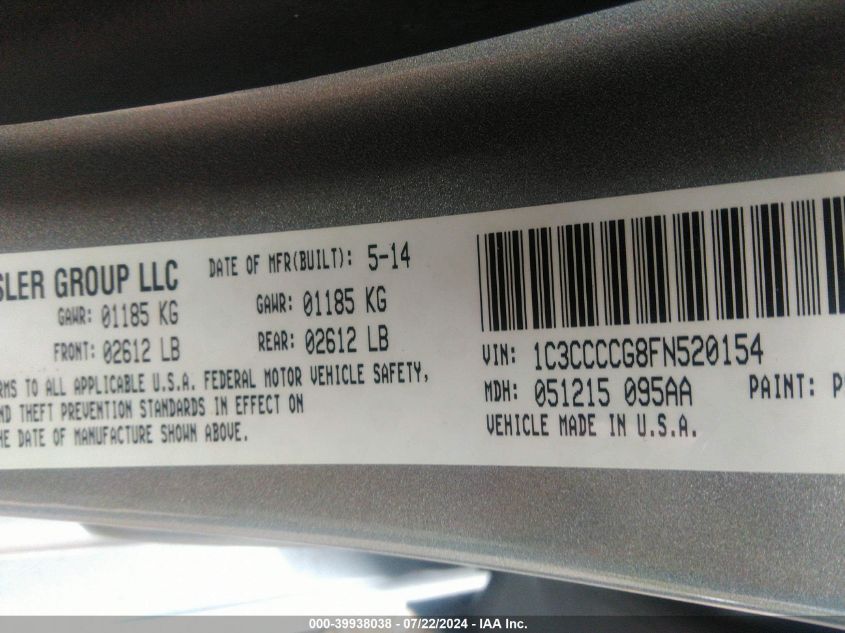 SLER GROUP LLC DATE OF MFR(BUILT): 5-14
GAWR: 01185 KG GAWR: 01185 KG
FRONT: 02612 LB REAR: 02612 LB
RMS TO ALL APPLICABLE U.S.A. FEDERAL MOTOR VEHICLE SAFETY,
ND THEFT PREVENTION STANDARDS IN EFFECT ON
E DATE OF MANUFACTURE SHOWN ABOVE.
VIN: 1C3CCCCG8FN520154
MDH: 051215 095AA PAINT: P
VEHICLE MADE IN U.S.A.
000-39938038 - 07/22/2024 - IAA Inc.